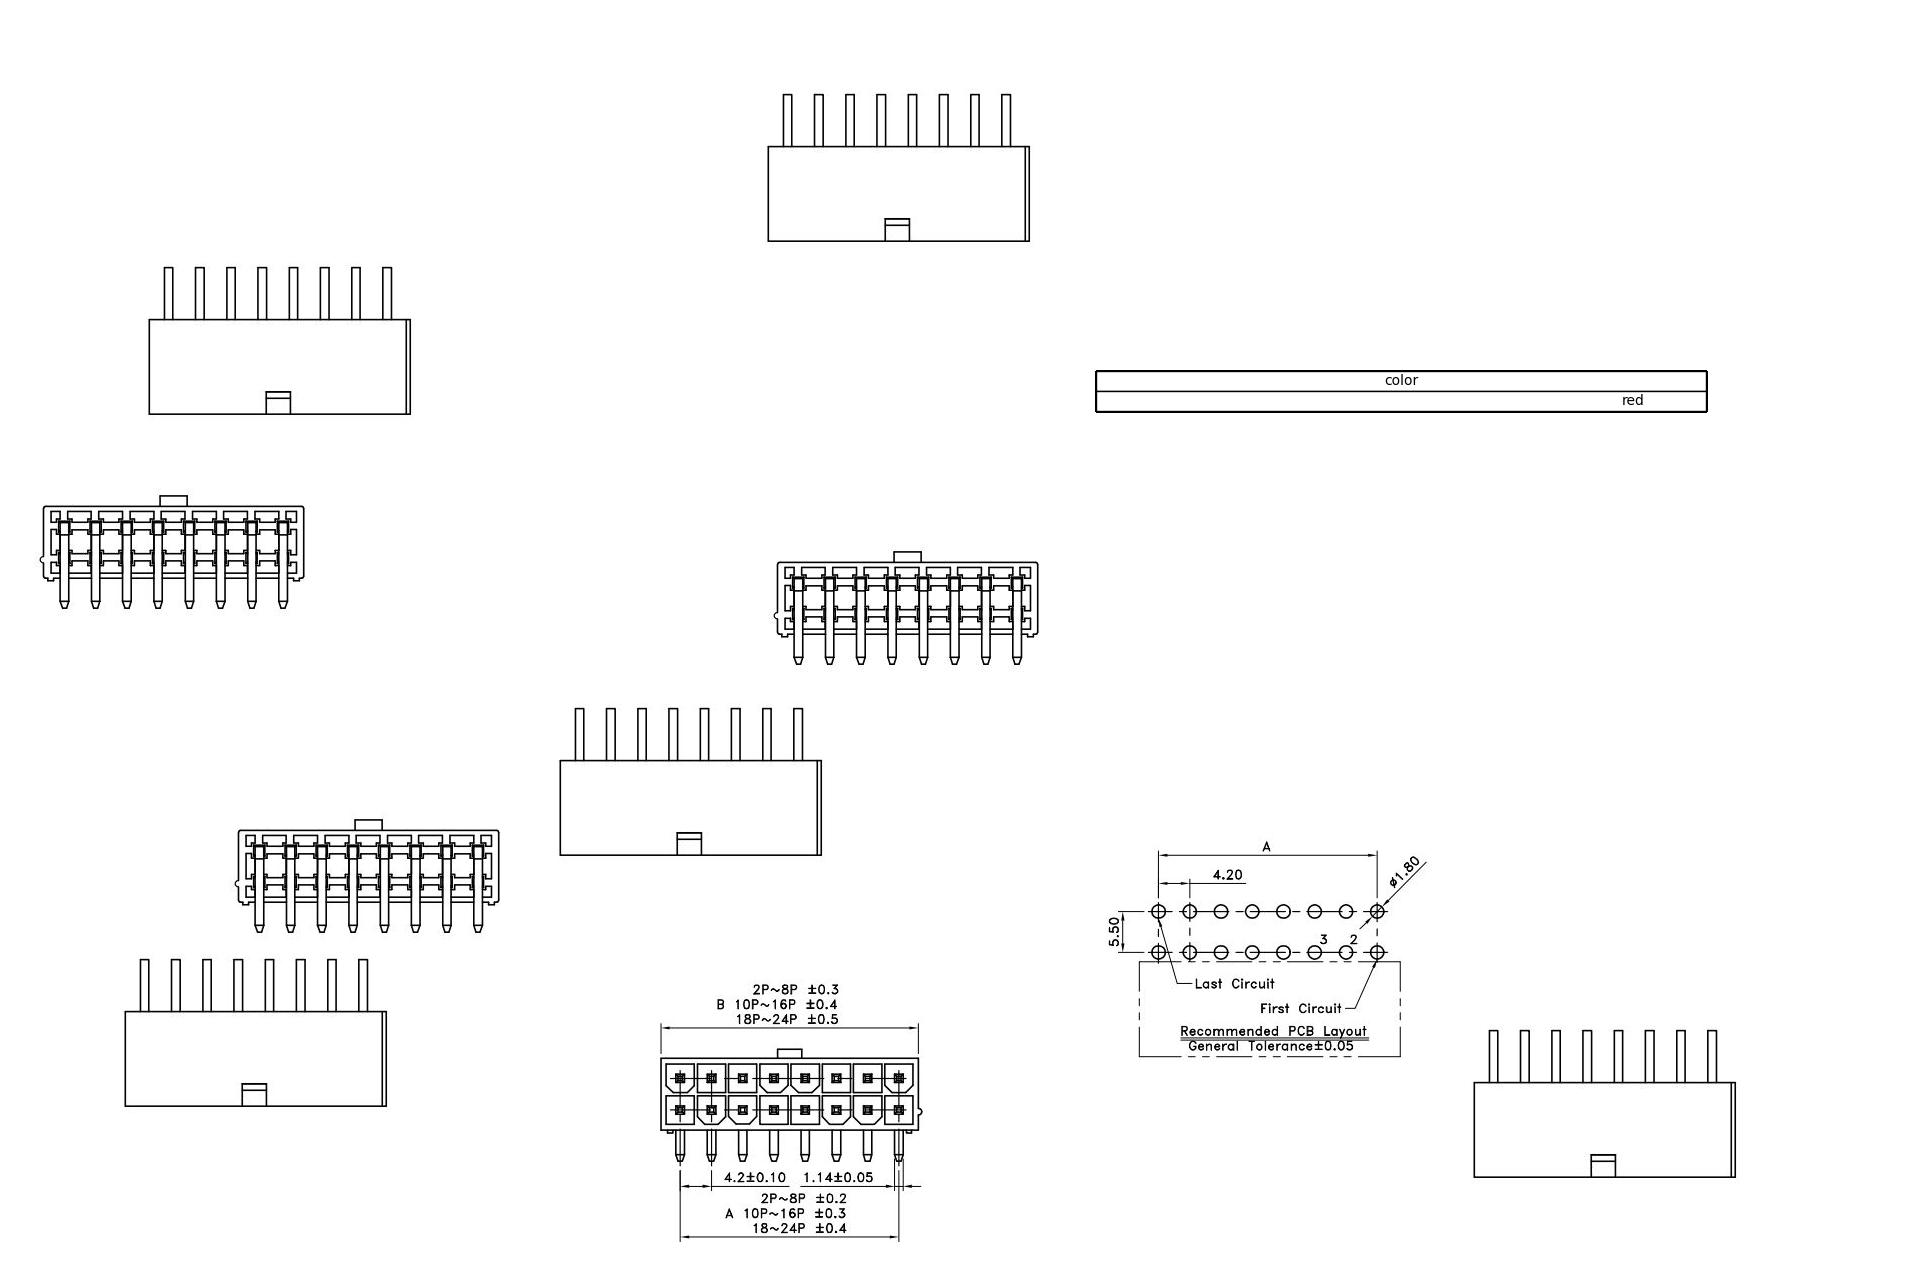 color
red
A
4.20
ø1.80
5.50
3 2
Last Circuit
First Circuit
Recommended PCB Layout
General Tolerance±0.05
2P~8P ±0.3
B 10P~16P ±0.4
18P~24P ±0.5
4.2±0.10 1.14±0.05
2P~8P ±0.2
A 10P~16P ±0.3
18~24P ±0.4